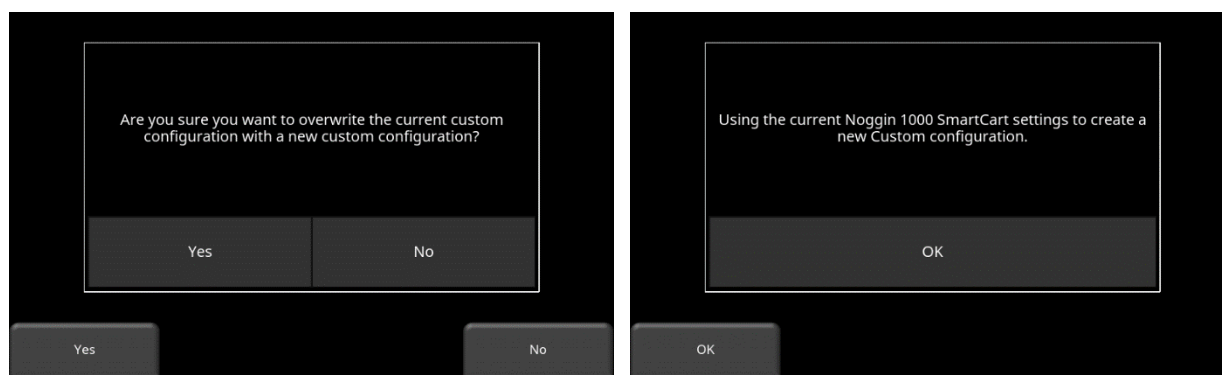 Are you sure you want to overwrite the current custom
configuration with a new custom configuration?
Yes
No
Yes
No
Using the current Noggin 1000 SmartCart settings to create a
new Custom configuration.
OK
OK